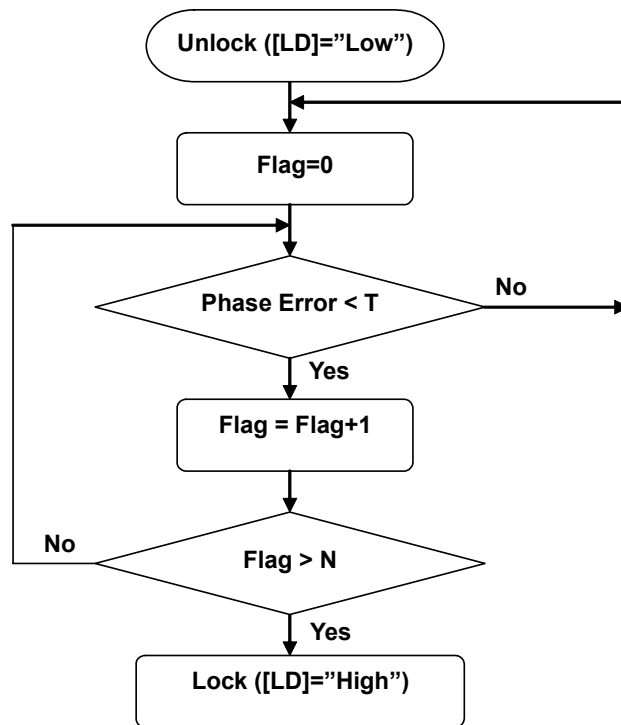 Unlock ([LD]=”Low”)
Flag=0
Phase Error < T
No
Yes
Flag = Flag+1
No
Flag > N
Yes
Lock ([LD]=”High”)